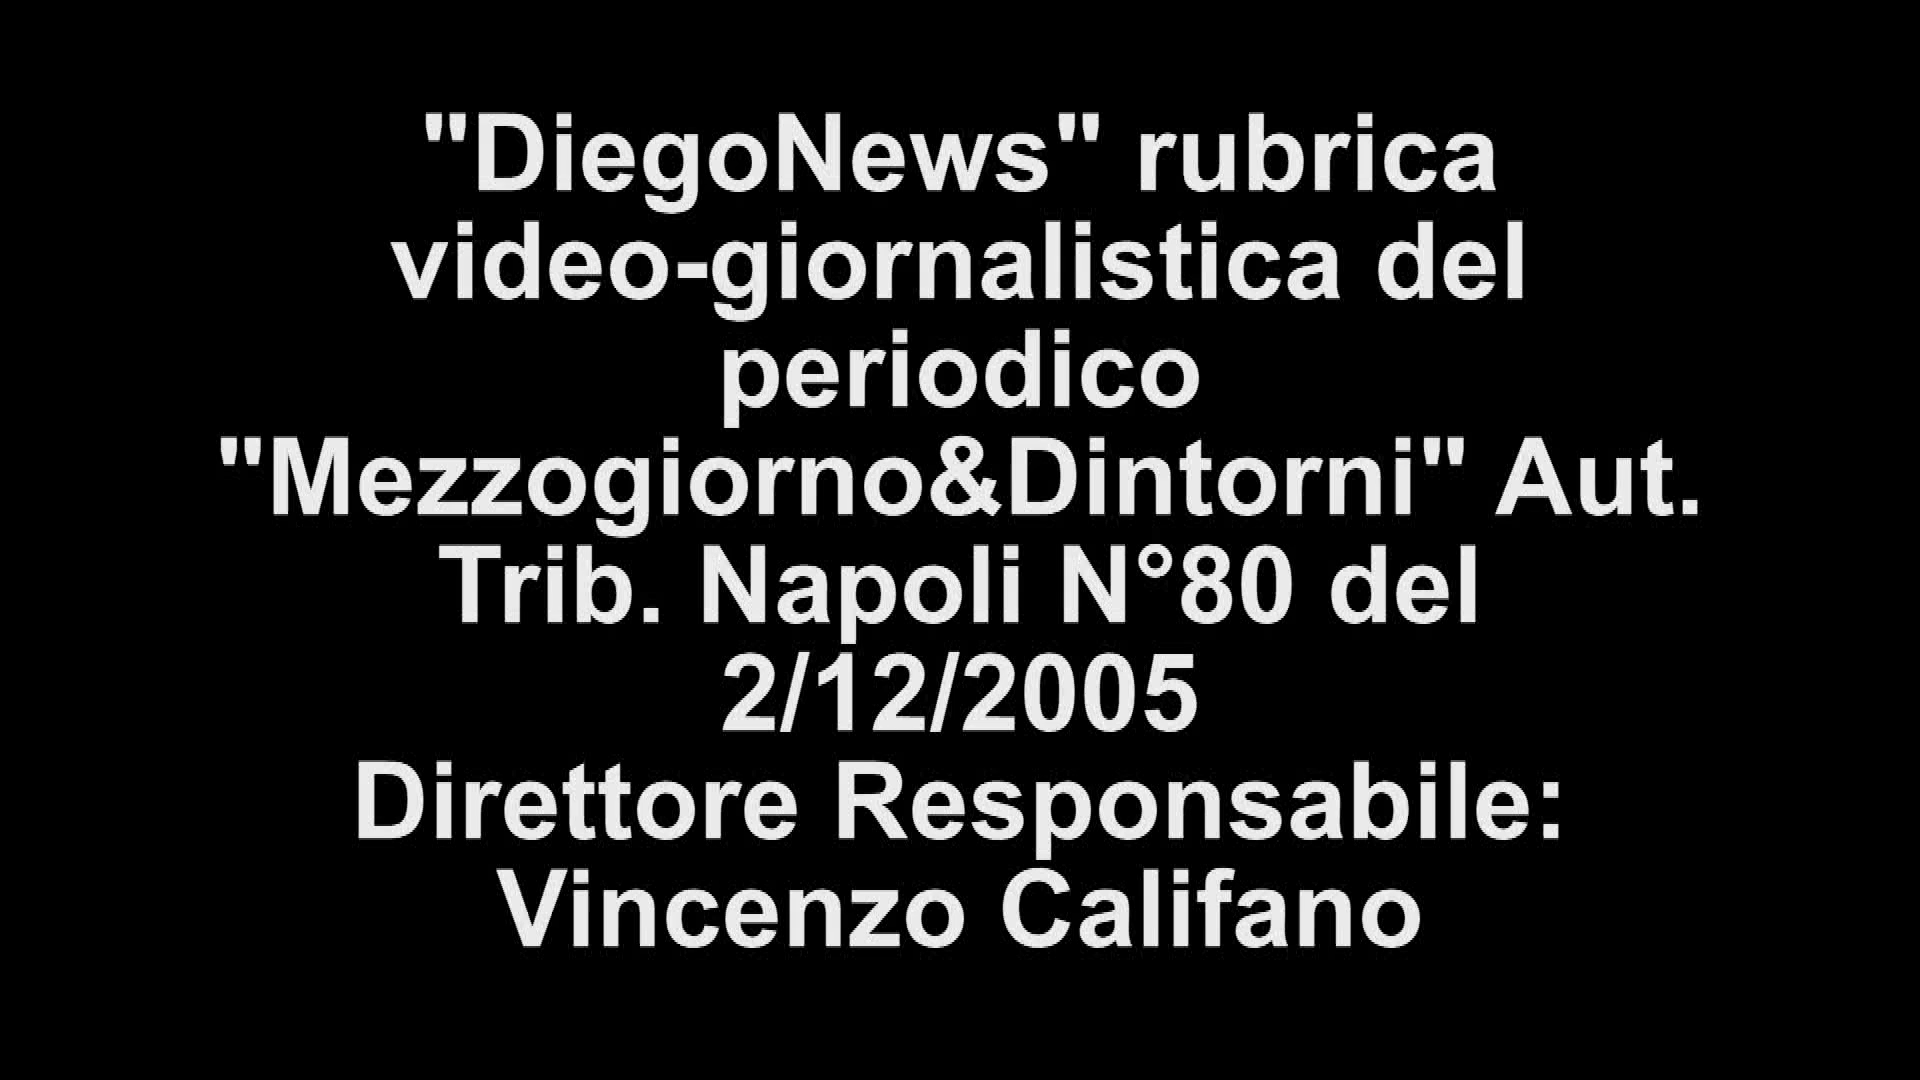 "DiegoNews" rubrica
video-giornalistica del
periodico
"Mezzogiorno&Dintorni" Aut.
Trib. Napoli N°80 del
2/12/2005
Direttore Responsabile:
Vincenzo Califano